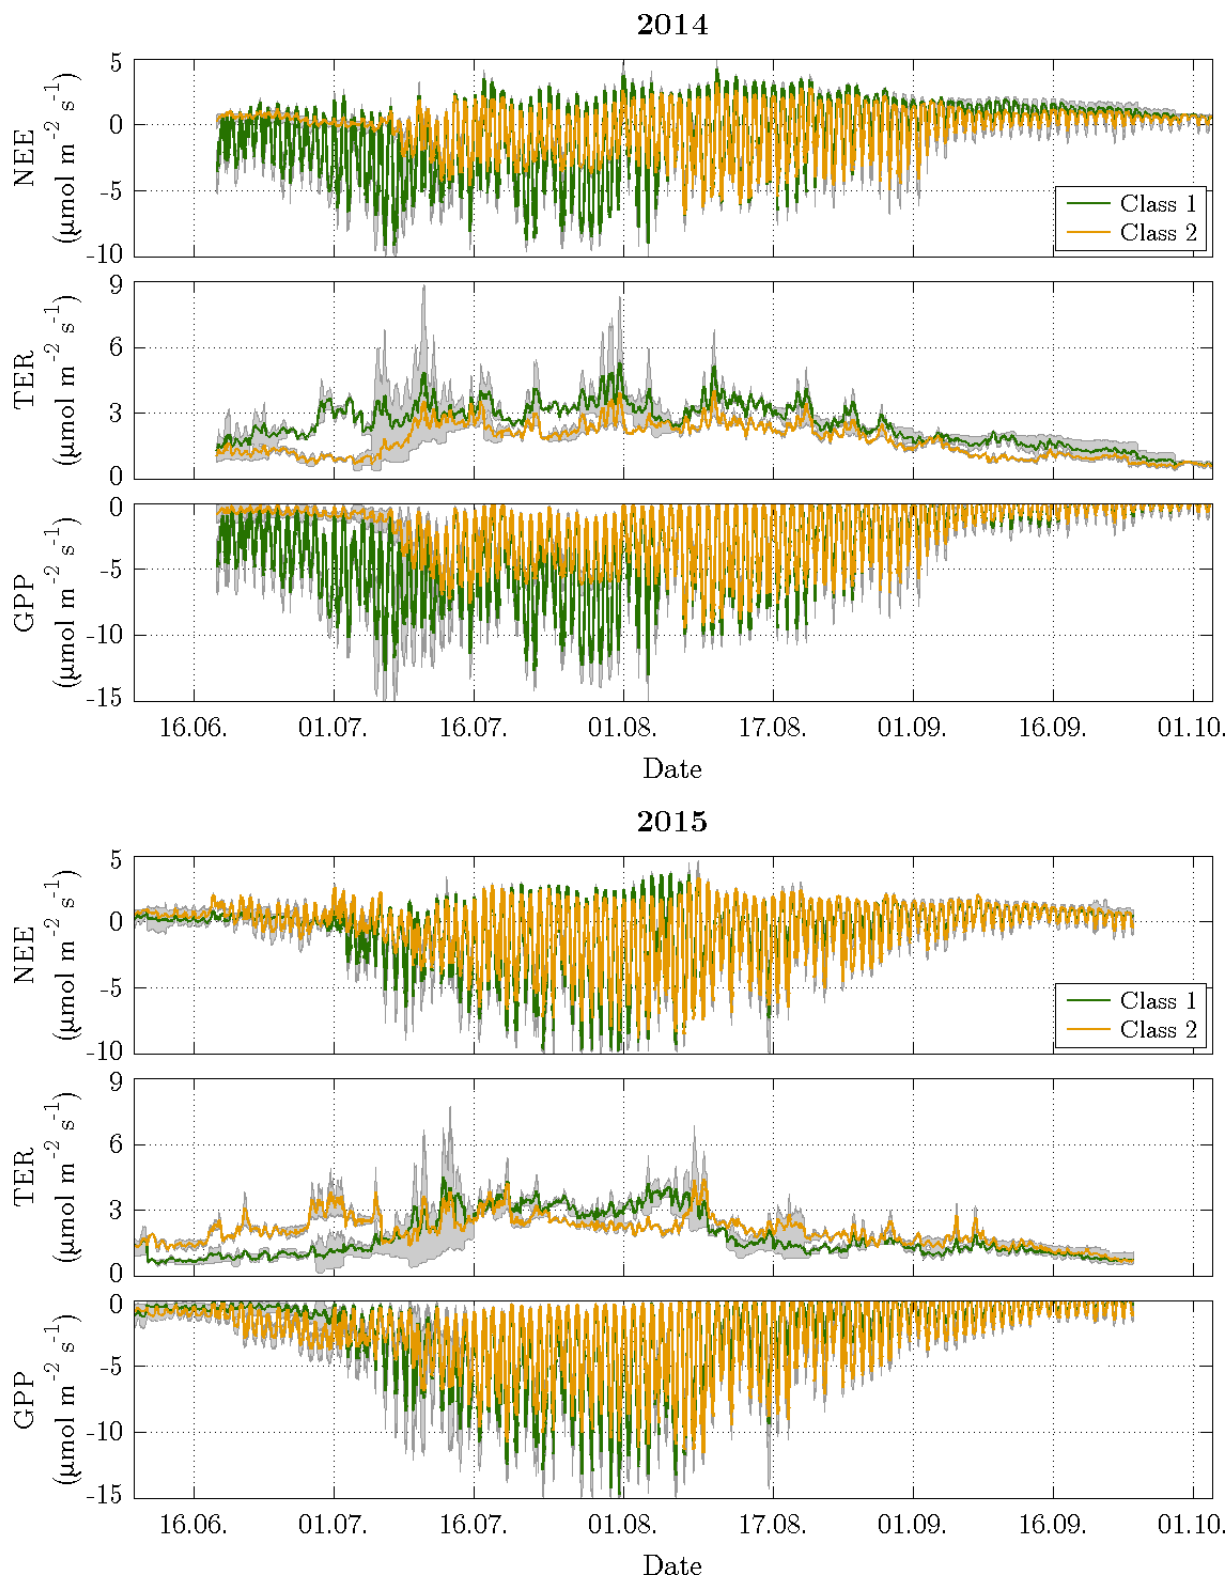 2014
NEE
(µmol m⁻² s⁻¹)
5
0
-5
-10
Class 1
Class 2
TER
(µmol m⁻² s⁻¹)
9
6
3
0
GPP
(µmol m⁻² s⁻¹)
0
-5
-10
-15
16.06. 01.07. 16.07. 01.08. 17.08. 01.09. 16.09. 01.10.
Date
2015
NEE
(µmol m⁻² s⁻¹)
5
0
-5
-10
Class 1
Class 2
TER
(µmol m⁻² s⁻¹)
9
6
3
0
GPP
(µmol m⁻² s⁻¹)
0
-5
-10
-15
16.06. 01.07. 16.07. 01.08. 17.08. 01.09. 16.09. 01.10.
Date